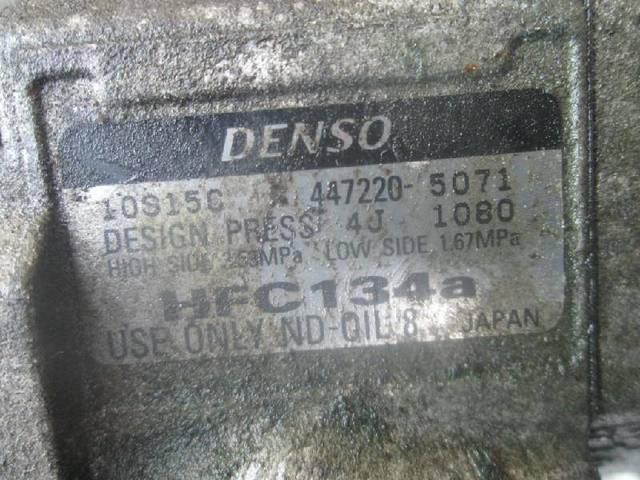 DENSO
10S15C 447220-5071
DESIGN PRESS 4J 1080
HIGH SIDE MPa LOW SIDE 1.67MPa
HFC134a
USE ONLY ND-OIL 8 JAPAN